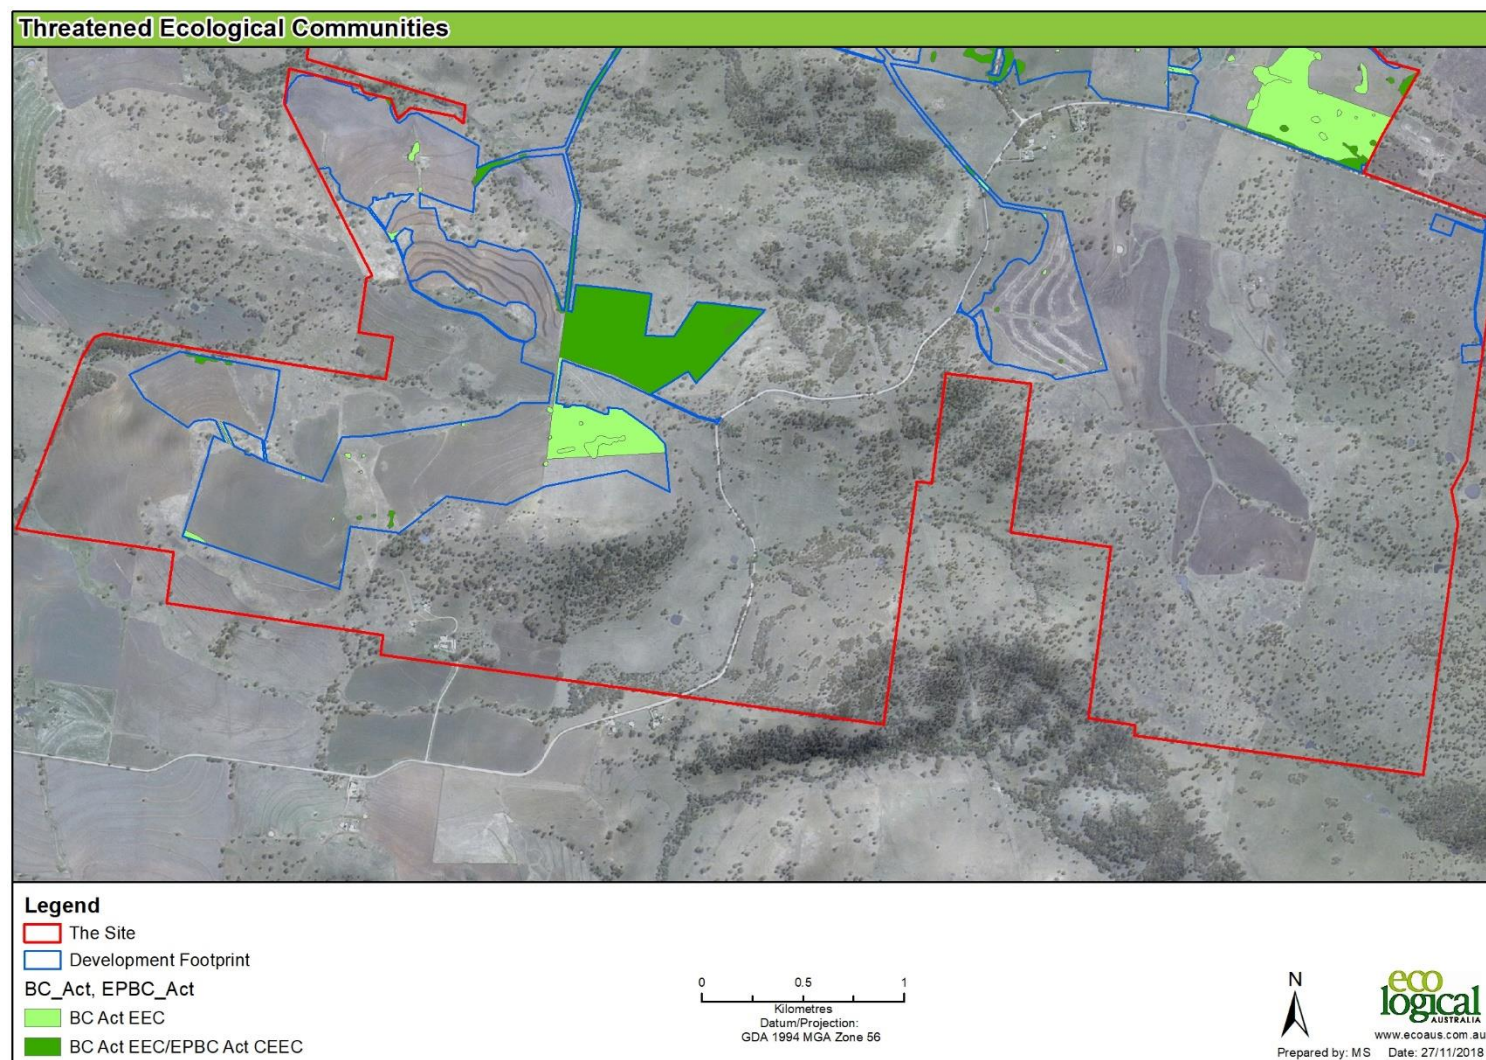 Threatened Ecological Communities
Legend
The Site
Development Footprint
BC_Act, EPBC_Act
BC Act EEC
BC Act EEC/EPBC Act CEEC
0 0.5 1
Kilometres
Datum/Projection:
GDA 1994 MGA Zone 56
N
eco
logical
AUSTRALIA
www.ecoaus.com.au
Prepared by: MS Date: 27/11/2018